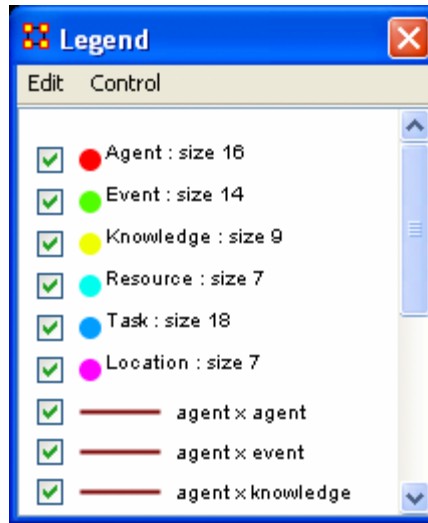 Legend
Edit Control
Agent : size 16
Event : size 14
Knowledge : size 9
Resource : size 7
Task : size 18
Location : size 7
agent x agent
agent x event
agent x knowledge